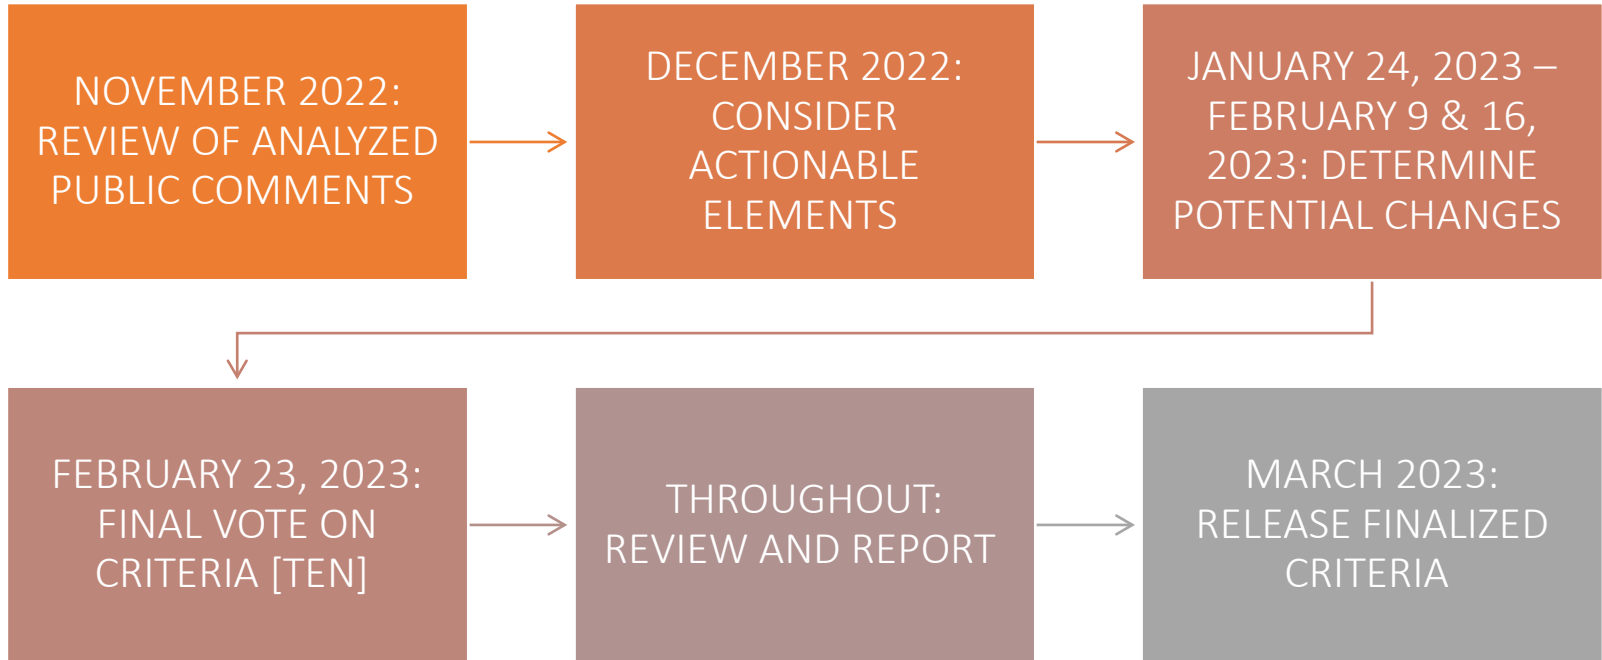 NOVEMBER 2022:
REVIEW OF ANALYZED
PUBLIC COMMENTS
DECEMBER 2022:
CONSIDER
ACTIONABLE
ELEMENTS
JANUARY 24, 2023 –
FEBRUARY 9 & 16,
2023: DETERMINE
POTENTIAL CHANGES
FEBRUARY 23, 2023:
FINAL VOTE ON
CRITERIA [TEN]
THROUGHOUT:
REVIEW AND REPORT
MARCH 2023:
RELEASE FINALIZED
CRITERIA